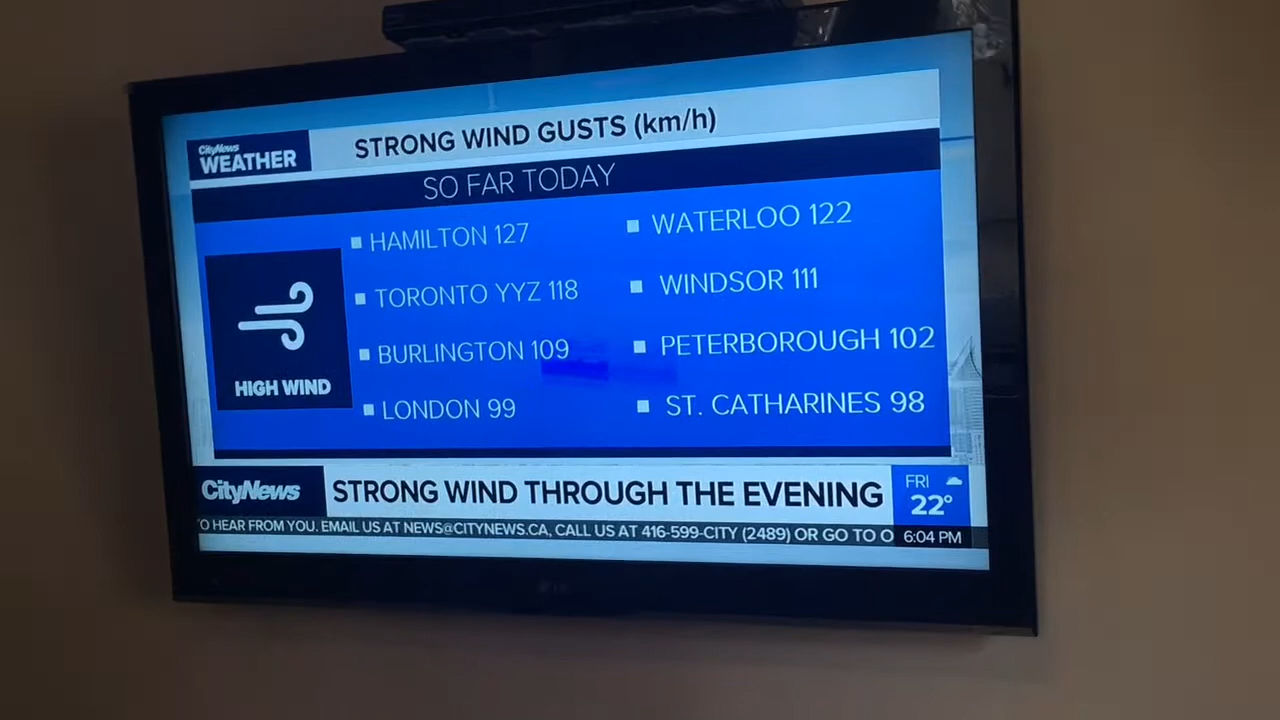 CityNews
WEATHER
STRONG WIND GUSTS (km/h)
SO FAR TODAY
HIGH WIND
HAMILTON 127
TORONTO YYZ 118
BURLINGTON 109
LONDON 99
WATERLOO 122
WINDSOR 111
PETERBOROUGH 102
ST. CATHARINES 98
CityNews
STRONG WIND THROUGH THE EVENING
FRI
22°
O HEAR FROM YOU. EMAIL US AT NEWS@CITYNEWS.CA, CALL US AT 416-599-CITY (2489) OR GO TO O
6:04 PM